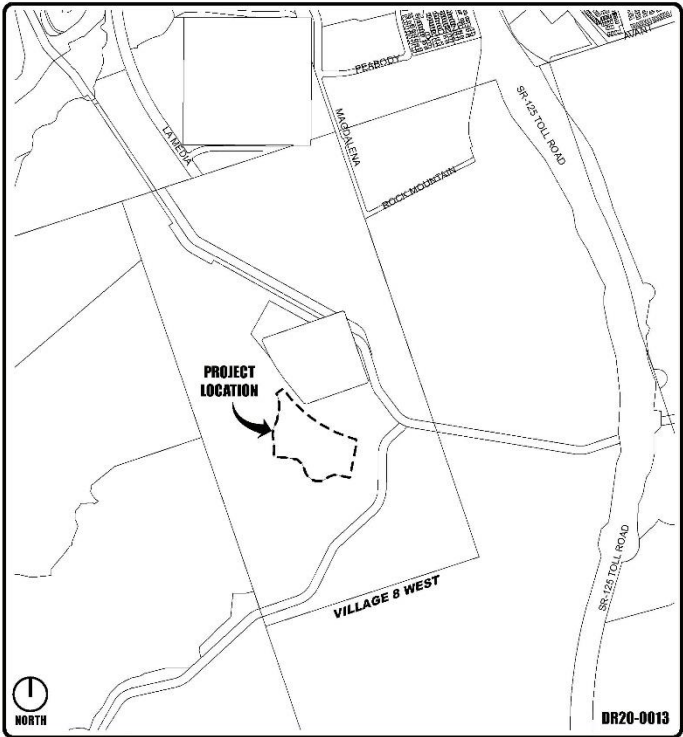 AVANT
PEABODY
SR-125 TOLL ROAD
MAGDALENA
LA MEDIA
ROCK MOUNTAIN
PROJECT
LOCATION
SR-125 TOLL ROAD
VILLAGE 8 WEST
NORTH
DR20-0013